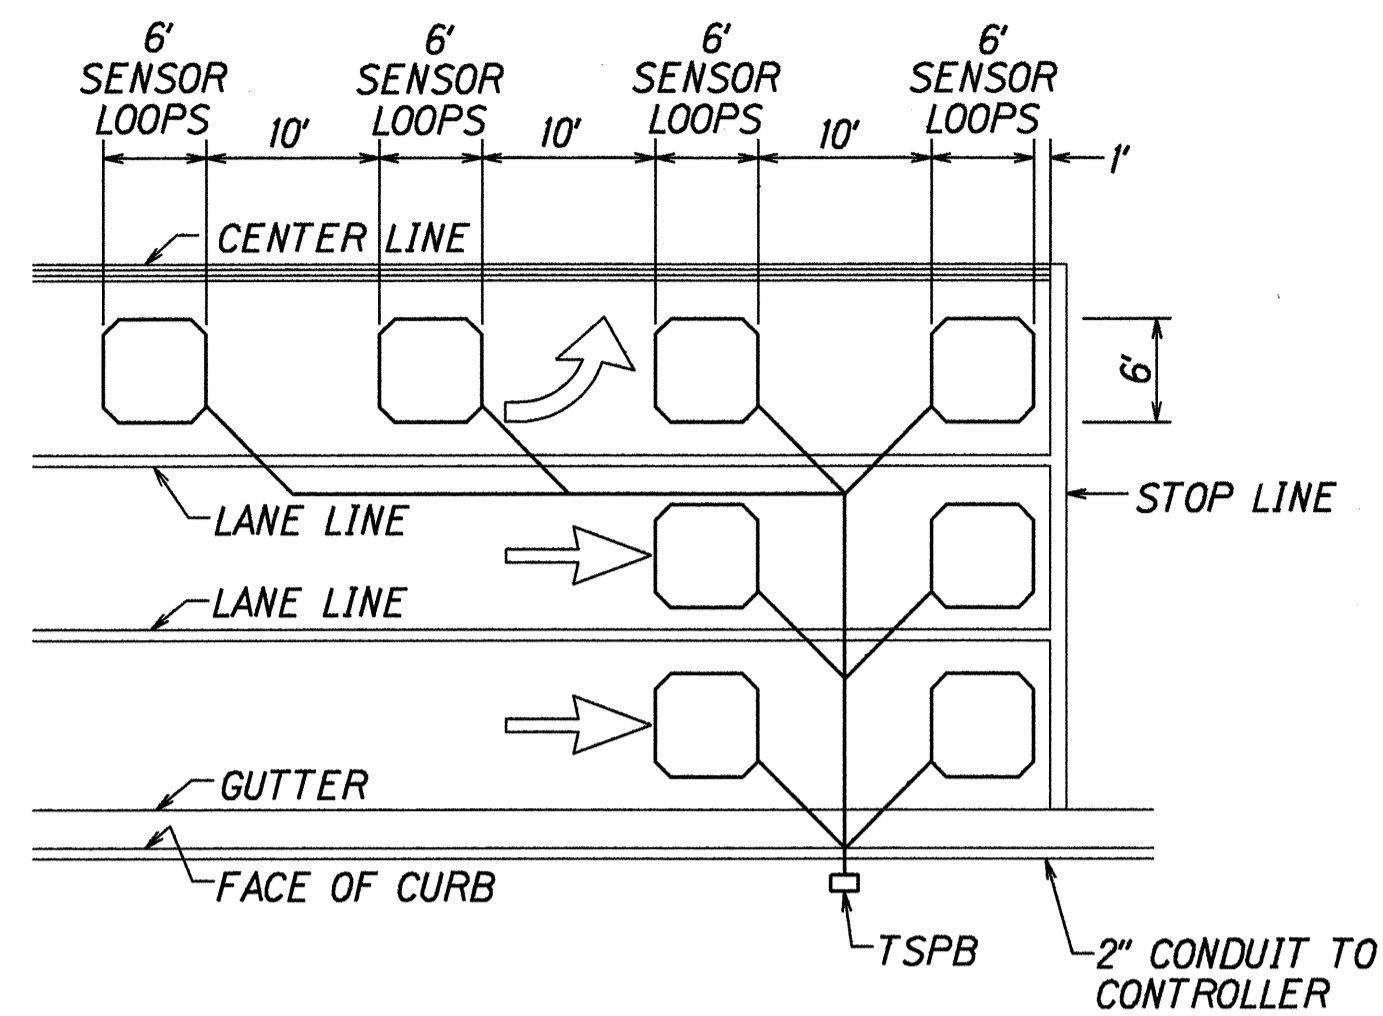 6'
SENSOR
LOOPS
6'
SENSOR
LOOPS
6'
SENSOR
LOOPS
6'
SENSOR
LOOPS
10'
10'
10'
1'
CENTER LINE
6'
STOP LINE
LANE LINE
LANE LINE
GUTTER
FACE OF CURB
TSPB
2" CONDUIT TO
CONTROLLER